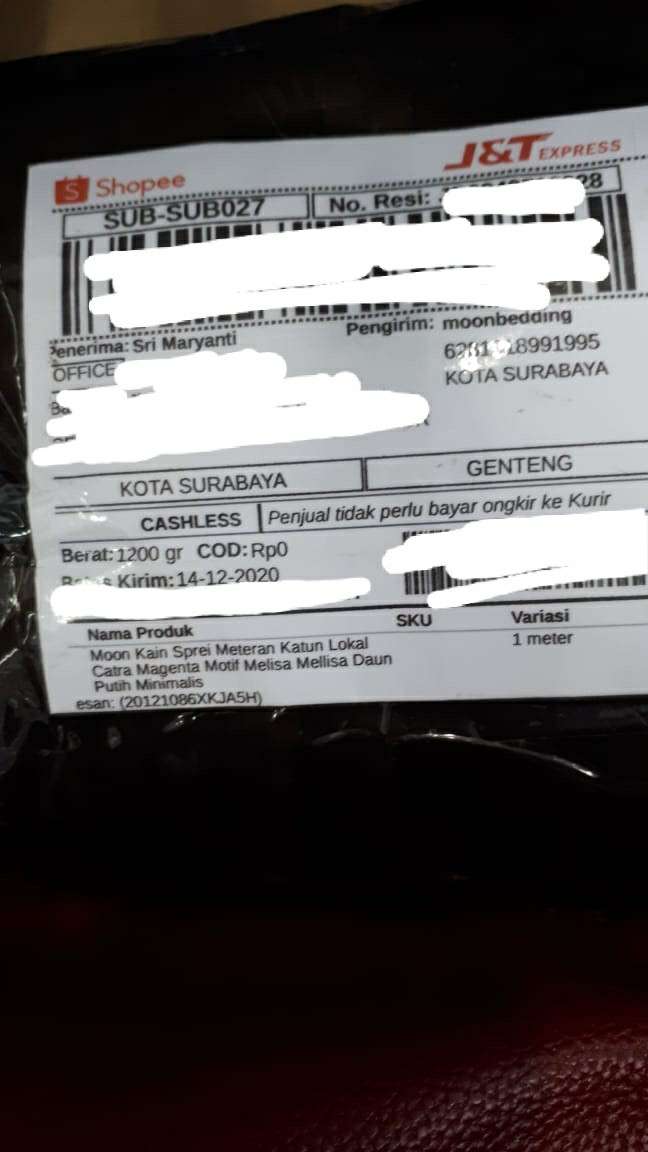 Shopee
J&T EXPRESS
SUB-SUB027
No. Resi: 28
Penerima: Sri Maryanti
Pengirim: moonbedding
OFFICE
KOTA SURABAYA
KOTA SURABAYA
GENTENG
CASHLESS
Penjual tidak perlu bayar ongkir ke Kurir
Berat: 1200 gr COD: Rp0
Kirim: 14-12-2020
Nama Produk
SKU
Variasi
Moon Kain Sprei Meteran Katun Lokal
1 meter
Catra Magenta Motif Melisa Mellisa Daun
Putih Minimalis
esan: (20121086XKJA5H)